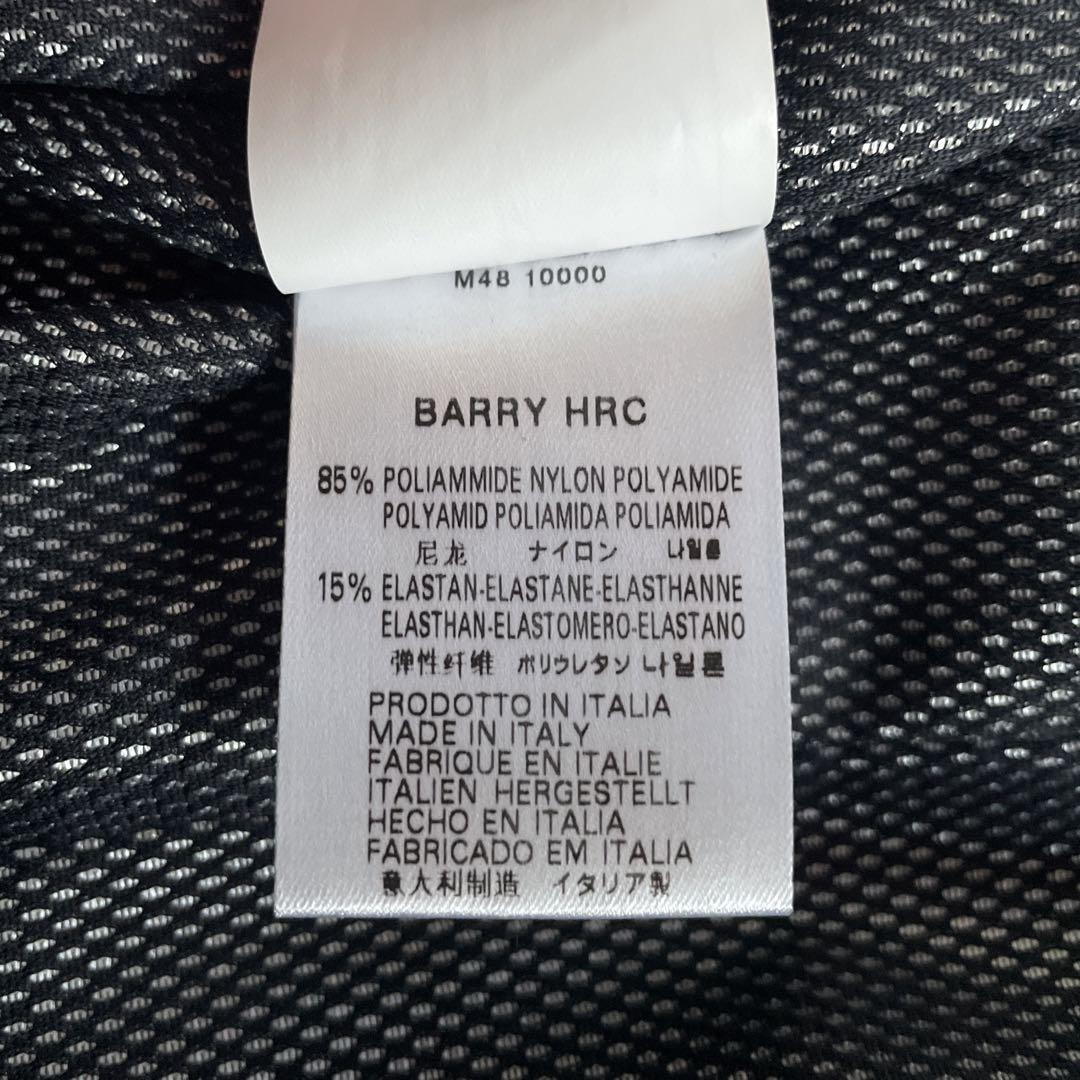 M48 10000
BARRY HRC
85% POLIAMMIDE NYLON POLYAMIDE
POLYAMID POLIAMIDA POLIAMIDA
尼龙 ナイロン 나일론
15% ELASTAN-ELASTANE-ELASTHANNE
ELASTHAN-ELASTOMERO-ELASTANO
弹性纤维 ポリウレタン 나일론
PRODOTTO IN ITALIA
MADE IN ITALY
FABRIQUE EN ITALIE
ITALIEN HERGESTELLT
HECHO EN ITALIA
FABRICADO EM ITALIA
意大利制造 イタリア製